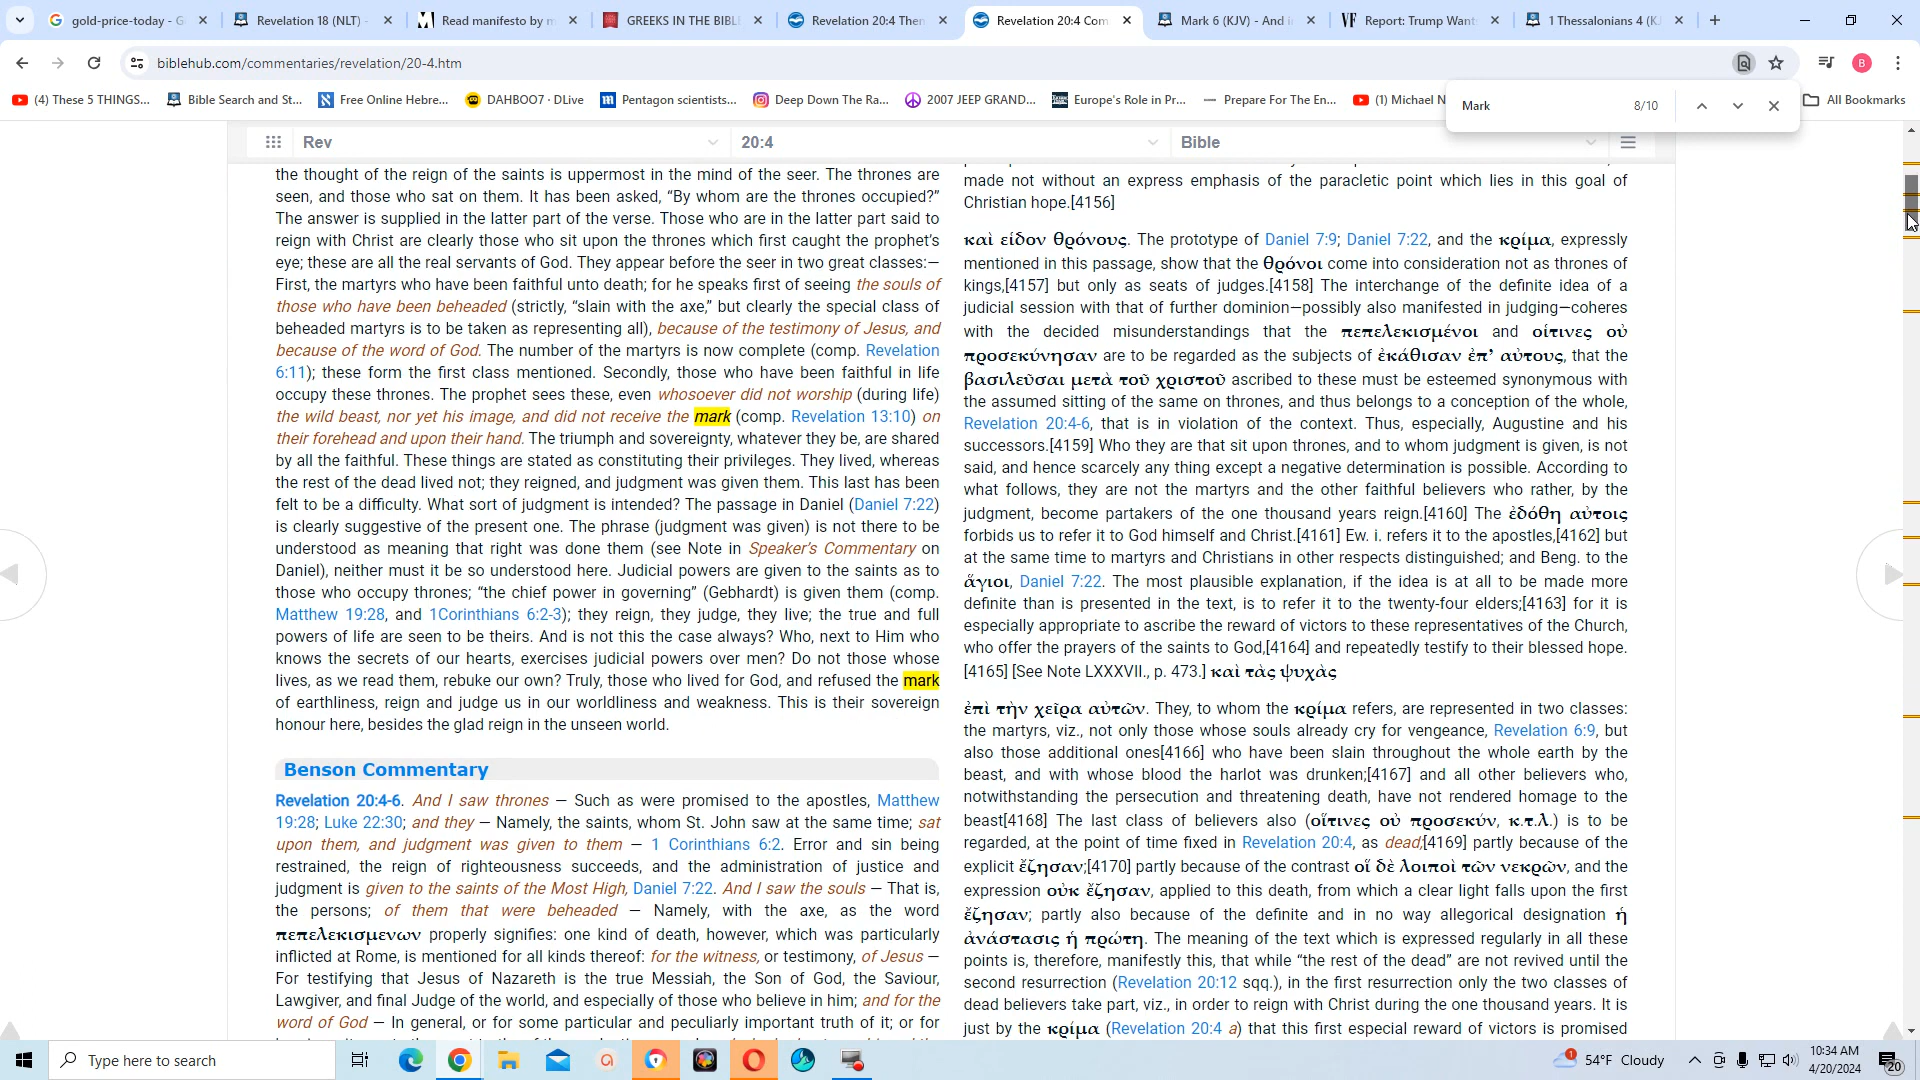 gold-price-today - G
Revelation 18 (NLT) -
Read manifesto by m
GREEKS IN THE BIBL
Revelation 20:4 Then
Revelation 20:4 Com
Mark 6 (KJV) - And i
Report: Trump Want
1 Thessalonians 4 (K
biblehub.com/commentaries/revelation/20-4.htm
(4) These 5 THINGS...
Bible Search and St...
Free Online Hebre...
DAHBOO7 · DLive
Pentagon scientists...
Deep Down The Ra...
2007 JEEP GRAND...
Europe's Role in Pr...
Prepare For The En...
(1) Michael N
All Bookmarks
Mark
8/10
Rev
20:4
Bible
the thought of the reign of the saints is uppermost in the mind of the seer. The thrones are
seen, and those who sat on them. It has been asked, “By whom are the thrones occupied?”
The answer is supplied in the latter part of the verse. Those who are in the latter part said to
reign with Christ are clearly those who sit upon the thrones which first caught the prophet’s
eye; these are all the real servants of God. They appear before the seer in two great classes:—
First, the martyrs who have been faithful unto death; for he speaks first of seeing the souls of
those who have been beheaded (strictly, “slain with the axe,” but clearly the special class of
beheaded martyrs is to be taken as representing all), because of the testimony of Jesus, and
because of the word of God. The number of the martyrs is now complete (comp. Revelation
6:11); these form the first class mentioned. Secondly, those who have been faithful in life
occupy these thrones. The prophet sees these, even whosoever did not worship (during life)
the wild beast, nor yet his image, and did not receive the mark (comp. Revelation 13:10) on
their forehead and upon their hand. The triumph and sovereignty, whatever they be, are shared
by all the faithful. These things are stated as constituting their privileges. They lived, whereas
the rest of the dead lived not; they reigned, and judgment was given them. This last has been
felt to be a difficulty. What sort of judgment is intended? The passage in Daniel (Daniel 7:22)
is clearly suggestive of the present one. The phrase (judgment was given) is not there to be
understood as meaning that right was done them (see Note in Speaker’s Commentary on
Daniel), neither must it be so understood here. Judicial powers are given to the saints as to
those who occupy thrones; “the chief power in governing” (Gebhardt) is given them (comp.
Matthew 19:28, and 1Corinthians 6:2-3); they reign, they judge, they live; the true and full
powers of life are seen to be theirs. And is not this the case always? Who, next to Him who
knows the secrets of our hearts, exercises judicial powers over men? Do not those whose
lives, as we read them, rebuke our own? Truly, those who lived for God, and refused the mark
of earthliness, reign and judge us in our worldliness and weakness. This is their sovereign
honour here, besides the glad reign in the unseen world.
Benson Commentary
Revelation 20:4-6. And I saw thrones — Such as were promised to the apostles, Matthew
19:28; Luke 22:30; and they — Namely, the saints, whom St. John saw at the same time; sat
upon them, and judgment was given to them — 1 Corinthians 6:2. Error and sin being
restrained, the reign of righteousness succeeds, and the administration of justice and
judgment is given to the saints of the Most High, Daniel 7:22. And I saw the souls — That is,
the persons; of them that were beheaded — Namely, with the axe, as the word
πεπελεκισμενων properly signifies: one kind of death, however, which was particularly
inflicted at Rome, is mentioned for all kinds thereof: for the witness, or testimony, of Jesus —
For testifying that Jesus of Nazareth is the true Messiah, the Son of God, the Saviour,
Lawgiver, and final Judge of the world, and especially of those who believe in him; and for the
word of God — In general, or for some particular and peculiarly important truth of it; or for
made not without an express emphasis of the paracletic point which lies in this goal of
Christian hope.[4156]
καὶ εἰδον θρόνους. The prototype of Daniel 7:9; Daniel 7:22, and the κρίμα, expressly
mentioned in this passage, show that the θρόνοι come into consideration not as thrones of
kings,[4157] but only as seats of judges.[4158] The interchange of the definite idea of a
judicial session with that of further dominion—possibly also manifested in judging—coheres
with the decided misunderstandings that the πεπελεκισμένοι and οἱτινες οὐ
προσεκύνησαν are to be regarded as the subjects of ἐκάθισαν ἐπ’ αὐτους, that the
βασιλεῦσαι μετὰ τοῦ χριστοῦ ascribed to these must be esteemed synonymous with
the assumed sitting of the same on thrones, and thus belongs to a conception of the whole,
Revelation 20:4-6, that is in violation of the context. Thus, especially, Augustine and his
successors.[4159] Who they are that sit upon thrones, and to whom judgment is given, is not
said, and hence scarcely any thing except a negative determination is possible. According to
what follows, they are not the martyrs and the other faithful believers who rather, by the
judgment, become partakers of the one thousand years reign.[4160] The ἐδόθη αὐτοις
forbids us to refer it to God himself and Christ.[4161] Ew. i. refers it to the apostles,[4162] but
at the same time to martyrs and Christians in other respects distinguished; and Beng. to the
ἅγιοι, Daniel 7:22. The most plausible explanation, if the idea is at all to be made more
definite than is presented in the text, is to refer it to the twenty-four elders;[4163] for it is
especially appropriate to ascribe the reward of victors to these representatives of the Church,
who offer the prayers of the saints to God,[4164] and repeatedly testify to their blessed hope.
[4165] [See Note LXXXVII., p. 473.] καὶ τὰς ψυχὰς
ἐπὶ τὴν χεῖρα αὐτῶν. They, to whom the κρίμα refers, are represented in two classes:
the martyrs, viz., not only those whose souls already cry for vengeance, Revelation 6:9, but
also those additional ones[4166] who have been slain throughout the whole earth by the
beast, and with whose blood the harlot was drunken;[4167] and all other believers who,
notwithstanding the persecution and threatening death, have not rendered homage to the
beast[4168] The last class of believers also (οἵτινες οὐ προσεκύν, κ.τ.λ.) is to be
regarded, at the point of time fixed in Revelation 20:4, as dead;[4169] partly because of the
explicit ἔζησαν;[4170] partly because of the contrast οἵ δὲ λοιποὶ τῶν νεκρῶν, and the
expression οὐκ ἔζησαν, applied to this death, from which a clear light falls upon the first
ἔζησαν; partly also because of the definite and in no way allegorical designation ἡ
ἀνάστασις ἡ πρώτη. The meaning of the text which is expressed regularly in all these
points is, therefore, manifestly this, that while “the rest of the dead” are not revived until the
second resurrection (Revelation 20:12 sqq.), in the first resurrection only the two classes of
dead believers take part, viz., in order to reign with Christ during the one thousand years. It is
just by the κρίμα (Revelation 20:4 a) that this first especial reward of victors is promised
Type here to search
54°F Cloudy
10:34 AM
4/20/2024
20